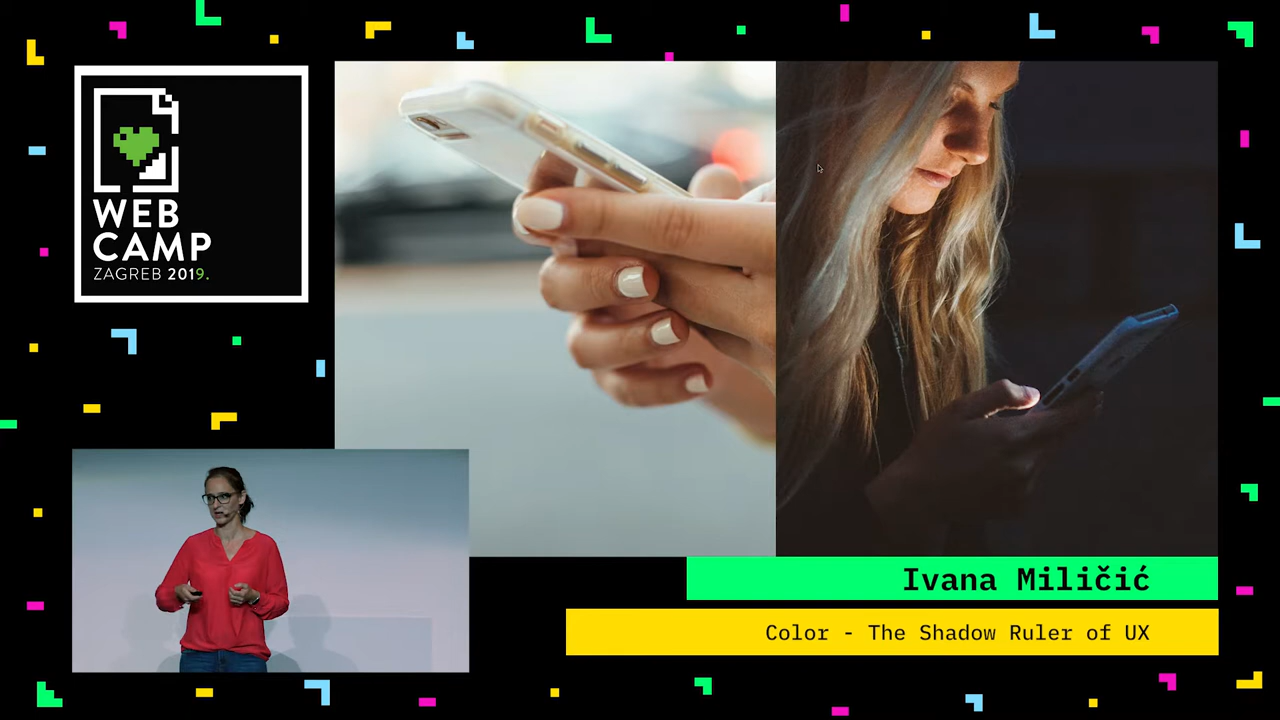 WEB
CAMP
ZAGREB 2019.
Ivana Miličić
Color - The Shadow Ruler of UX